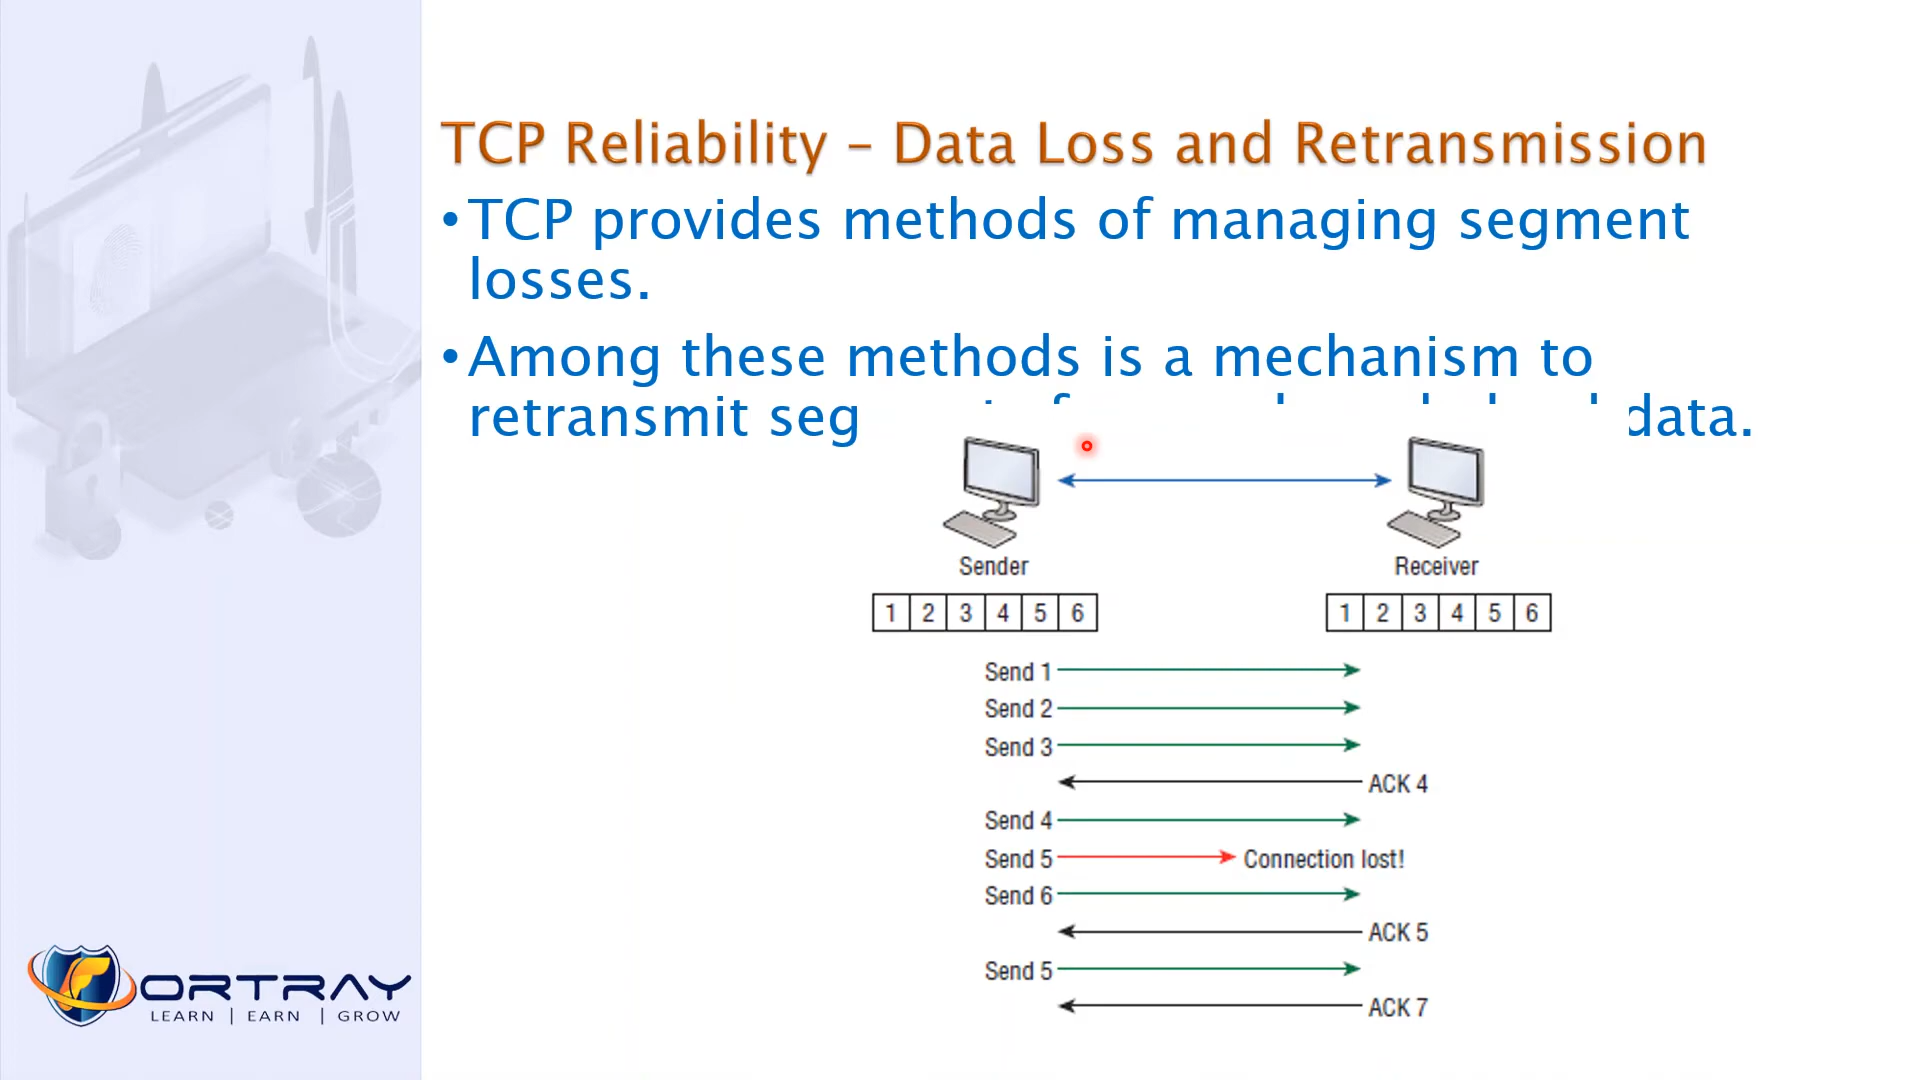 TCP Reliability – Data Loss and Retransmission
•TCP provides methods of managing segment
losses.
•Among these methods is a mechanism to
retransmit seg data.
Sender Receiver
1 2 3 4 5 6 1 2 3 4 5 6
Send 1
Send 2
Send 3
ACK 4
Send 4
Send 5 Connection lost!
Send 6
ACK 5
Send 5
ACK 7
ORTRAY
LEARN | EARN | GROW